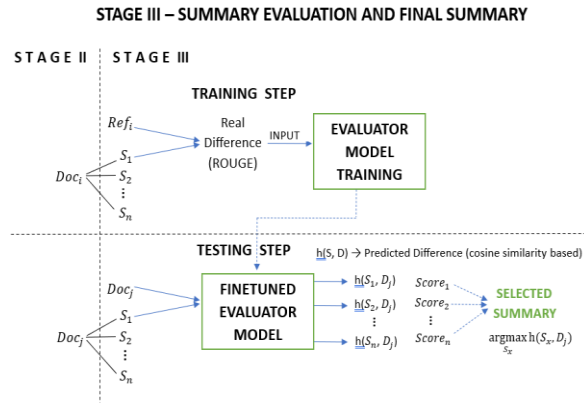 STAGE III – SUMMARY EVALUATION AND FINAL SUMMARY
STAGE II
STAGE III
TRAINING STEP
Ref_i
Real
Difference
(ROUGE)
INPUT
EVALUATOR
MODEL
TRAINING
Doc_i
S_1
S_2
⋮
S_n
TESTING STEP
h(S, D) → Predicted Difference (cosine similarity based)
Doc_j
FINETUNED
EVALUATOR
MODEL
Doc_j
S_1
S_2
⋮
S_n
h(S_1, D_j)
h(S_2, D_j)
⋮
h(S_n, D_j)
Score_1
Score_2
⋮
Score_n
SELECTED
SUMMARY
argmax h(S_x, D_j)
S_x